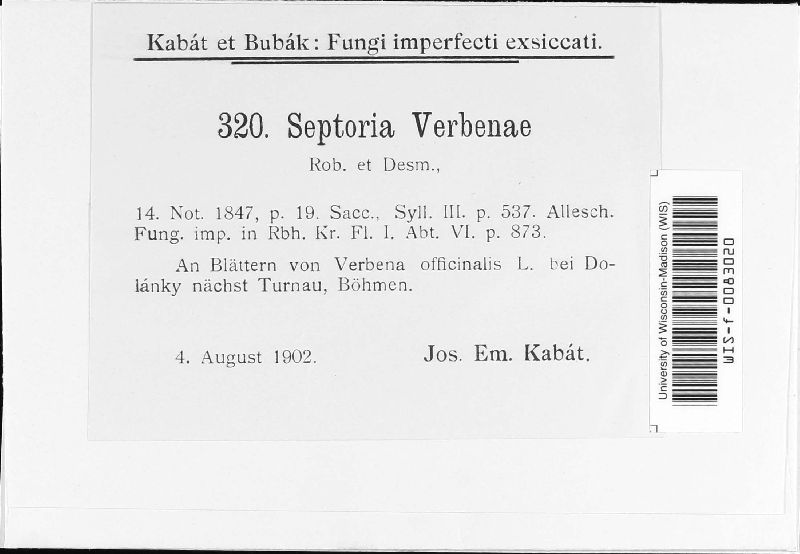 Kabát et Bubák: Fungi imperfecti exsiccati.
320. Septoria Verbenae
Rob. et Desm.,
14. Not. 1847, p. 19. Sacc., Syll. III. p. 537. Allesch.
Fung. imp. in Rbh. Kr. Fl. I. Abt. VI. p. 873.
An Blättern von Verbena officinalis L. bei Do-
lánky nächst Turnau, Böhmen.
4. August 1902.
Jos. Em. Kabát.
University of Wisconsin-Madison (WIS)
WIS-f-0083020